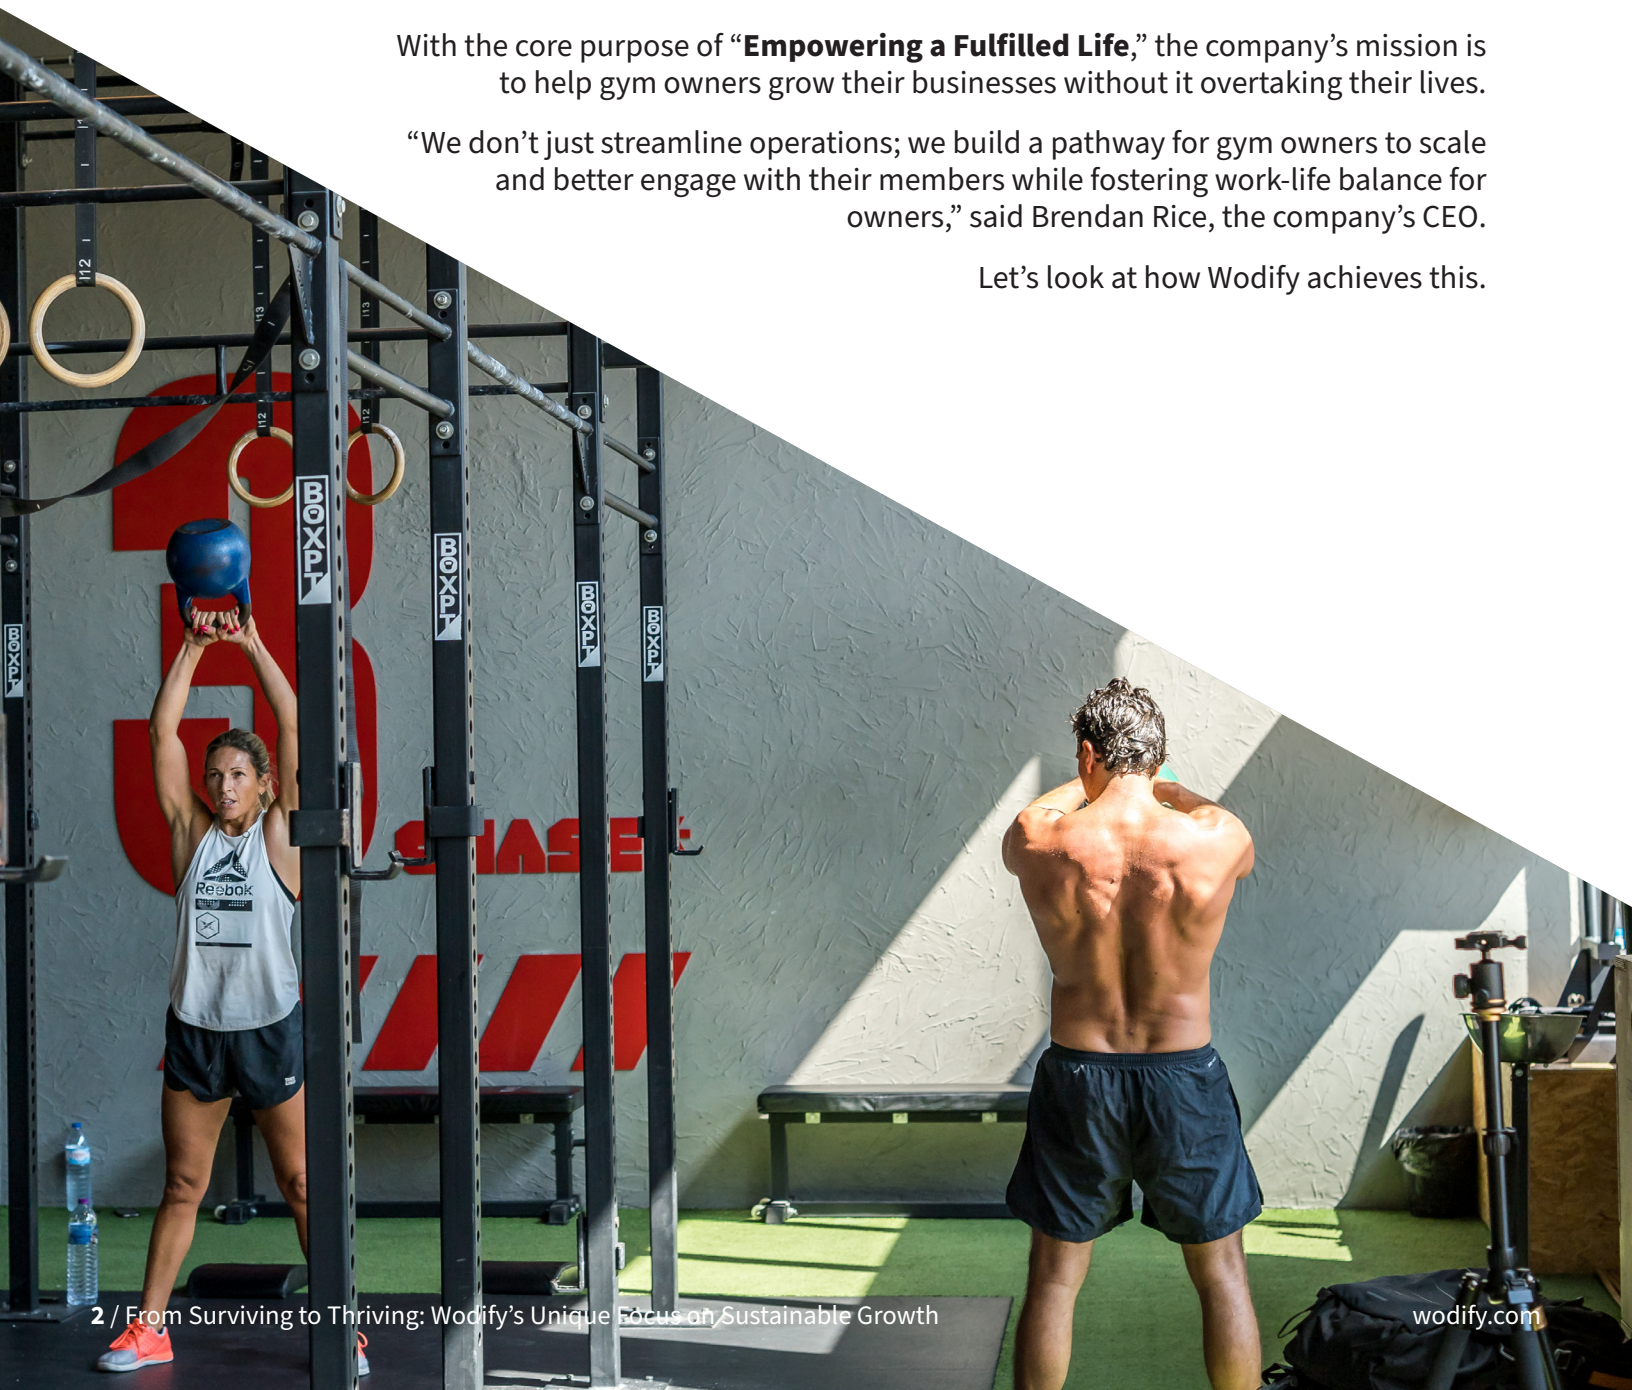 With the core purpose of “Empowering a Fulfilled Life,” the company’s mission is
to help gym owners grow their businesses without it overtaking their lives.
“We don’t just streamline operations; we build a pathway for gym owners to scale
and better engage with their members while fostering work-life balance for
owners,” said Brendan Rice, the company’s CEO.
Let’s look at how Wodify achieves this.
112
113
112
112
BOXPT
BOXPT
BOXPT
BOXPT
BOXPT
3
CHASE
Reebok
2 / From Surviving to Thriving: Wodify’s Unique Focus on Sustainable Growth
wodify.com